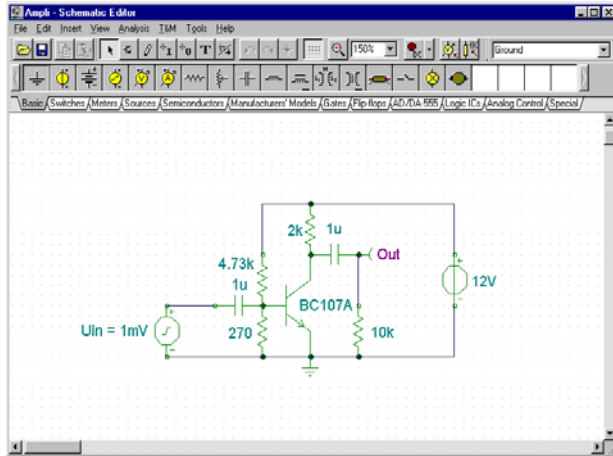 Ampli - Schematic Editor
File Edit Insert View Analysis T&M Tools Help
150% Ground
Basic Switches Meters Sources Semiconductors Manufacturers' Models Gates Flip-flops AD/DA-555 Logic ICs Analog Control Special
2k 1u
Out
4.73k
1u
12V
BC107A
Uin = 1mV
270
10k